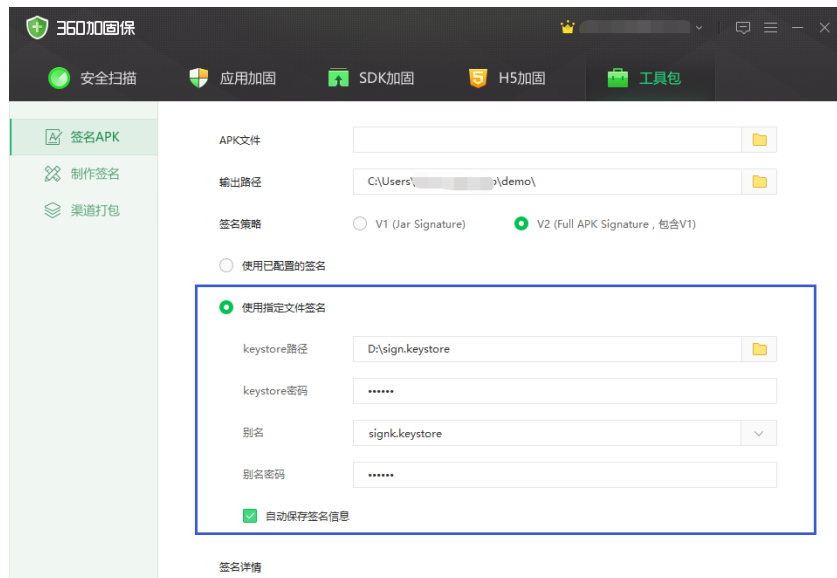 360加固保
安全扫描 应用加固 SDK加固 H5加固 工具包
签名APK
制作签名
渠道打包
APK文件
输出路径 C:\Users\ \demo\
签名策略 V1 (Jar Signature) V2 (Full APK Signature , 包含V1)
使用已配置的签名
使用指定文件签名
keystore路径 D:\sign.keystore
keystore密码 ••••••
别名 signk.keystore
别名密码 ••••••
自动保存签名信息
签名详情